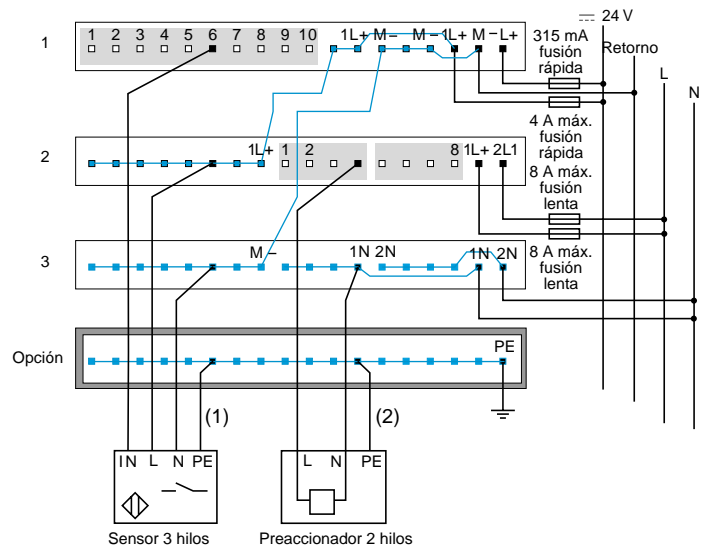 24 V
Retorno
L
N
1
1 2 3 4 5 6 7 8 9 10 1L+ M– M– 1L+ M– L+
315 mA
fusión
rápida
4 A máx.
fusión
rápida
2
1L+ 1 2 8 1L+ 2L1
8 A máx.
fusión
lenta
3
M– 1N 2N 1N 2N
8 A máx.
fusión
lenta
Opción
PE
(1)
(2)
IN L N PE
L N PE
Sensor 3 hilos
Preaccionador 2 hilos